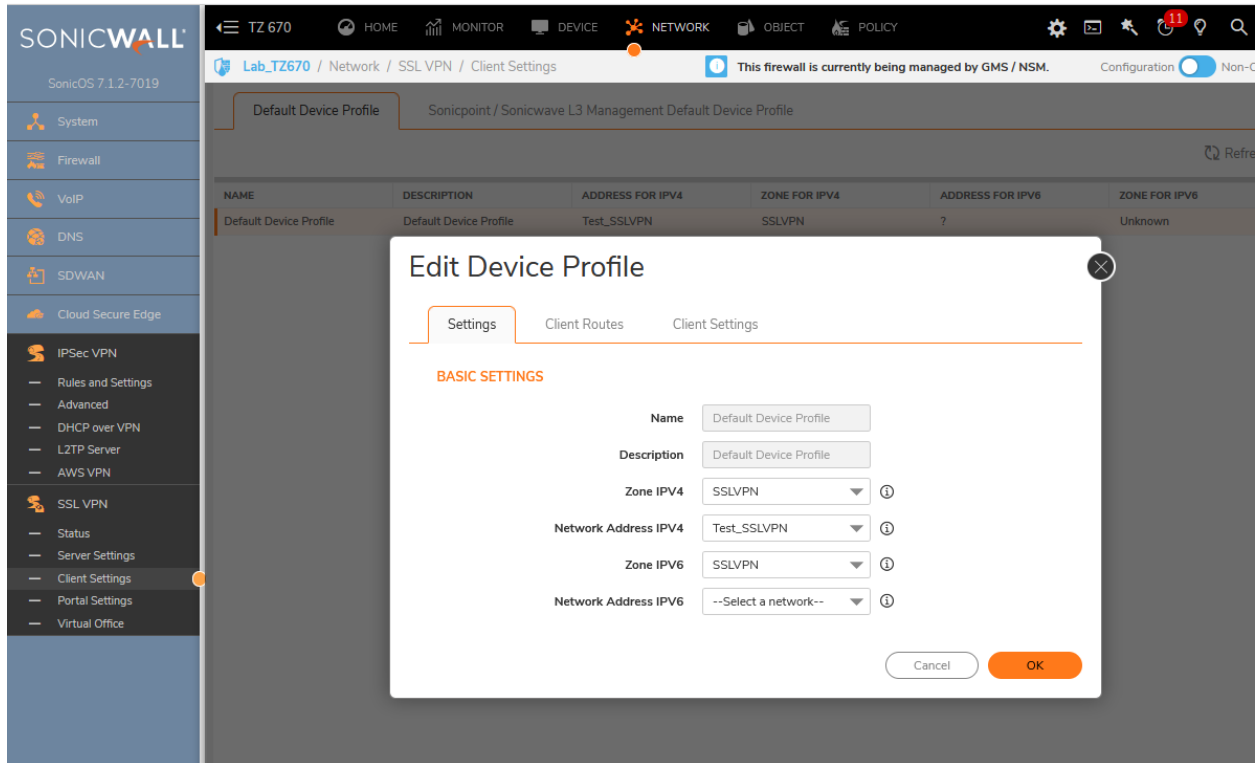 SONICWALL
SonicOS 7.1.2-7019
TZ 670 HOME MONITOR DEVICE NETWORK OBJECT POLICY 11
Lab_TZ670 / Network / SSL VPN / Client Settings This firewall is currently being managed by GMS / NSM. Configuration Non-C
Default Device Profile Sonicpoint / Sonicwave L3 Management Default Device Profile
Refre
NAME DESCRIPTION ADDRESS FOR IPV4 ZONE FOR IPV4 ADDRESS FOR IPV6 ZONE FOR IPV6
Default Device Profile Default Device Profile Test_SSLVPN SSLVPN ? Unknown
System
Firewall
VoIP
DNS
SDWAN
Cloud Secure Edge
IPSec VPN
Rules and Settings
Advanced
DHCP over VPN
L2TP Server
AWS VPN
SSL VPN
Status
Server Settings
Client Settings
Portal Settings
Virtual Office
Edit Device Profile
Settings Client Routes Client Settings
BASIC SETTINGS
Name Default Device Profile
Description Default Device Profile
Zone IPV4 SSLVPN
Network Address IPV4 Test_SSLVPN
Zone IPV6 SSLVPN
Network Address IPV6 --Select a network--
Cancel OK